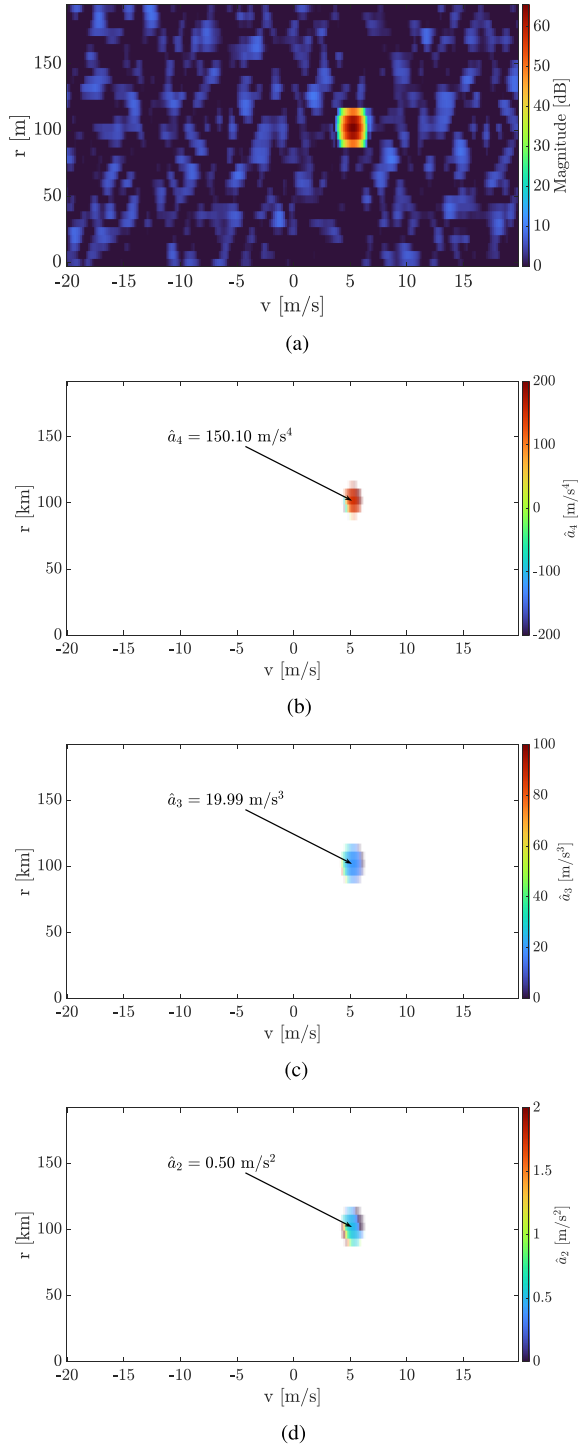 150
100
50
0
r [m]
-20 -15 -10 -5 0 5 10 15
v [m/s]
60
50
40
30
20
10
0
Magnitude [dB]
(a)
150
100
50
0
r [km]
â₄ = 150.10 m/s⁴
-20 -15 -10 -5 0 5 10 15
v [m/s]
200
100
0
-100
-200
â₄ [m/s⁴]
(b)
150
100
50
0
r [km]
â₃ = 19.99 m/s³
-20 -15 -10 -5 0 5 10 15
v [m/s]
100
80
60
40
20
0
â₃ [m/s³]
(c)
150
100
50
0
r [km]
â₂ = 0.50 m/s²
-20 -15 -10 -5 0 5 10 15
v [m/s]
2
1.5
1
0.5
0
â₂ [m/s²]
(d)